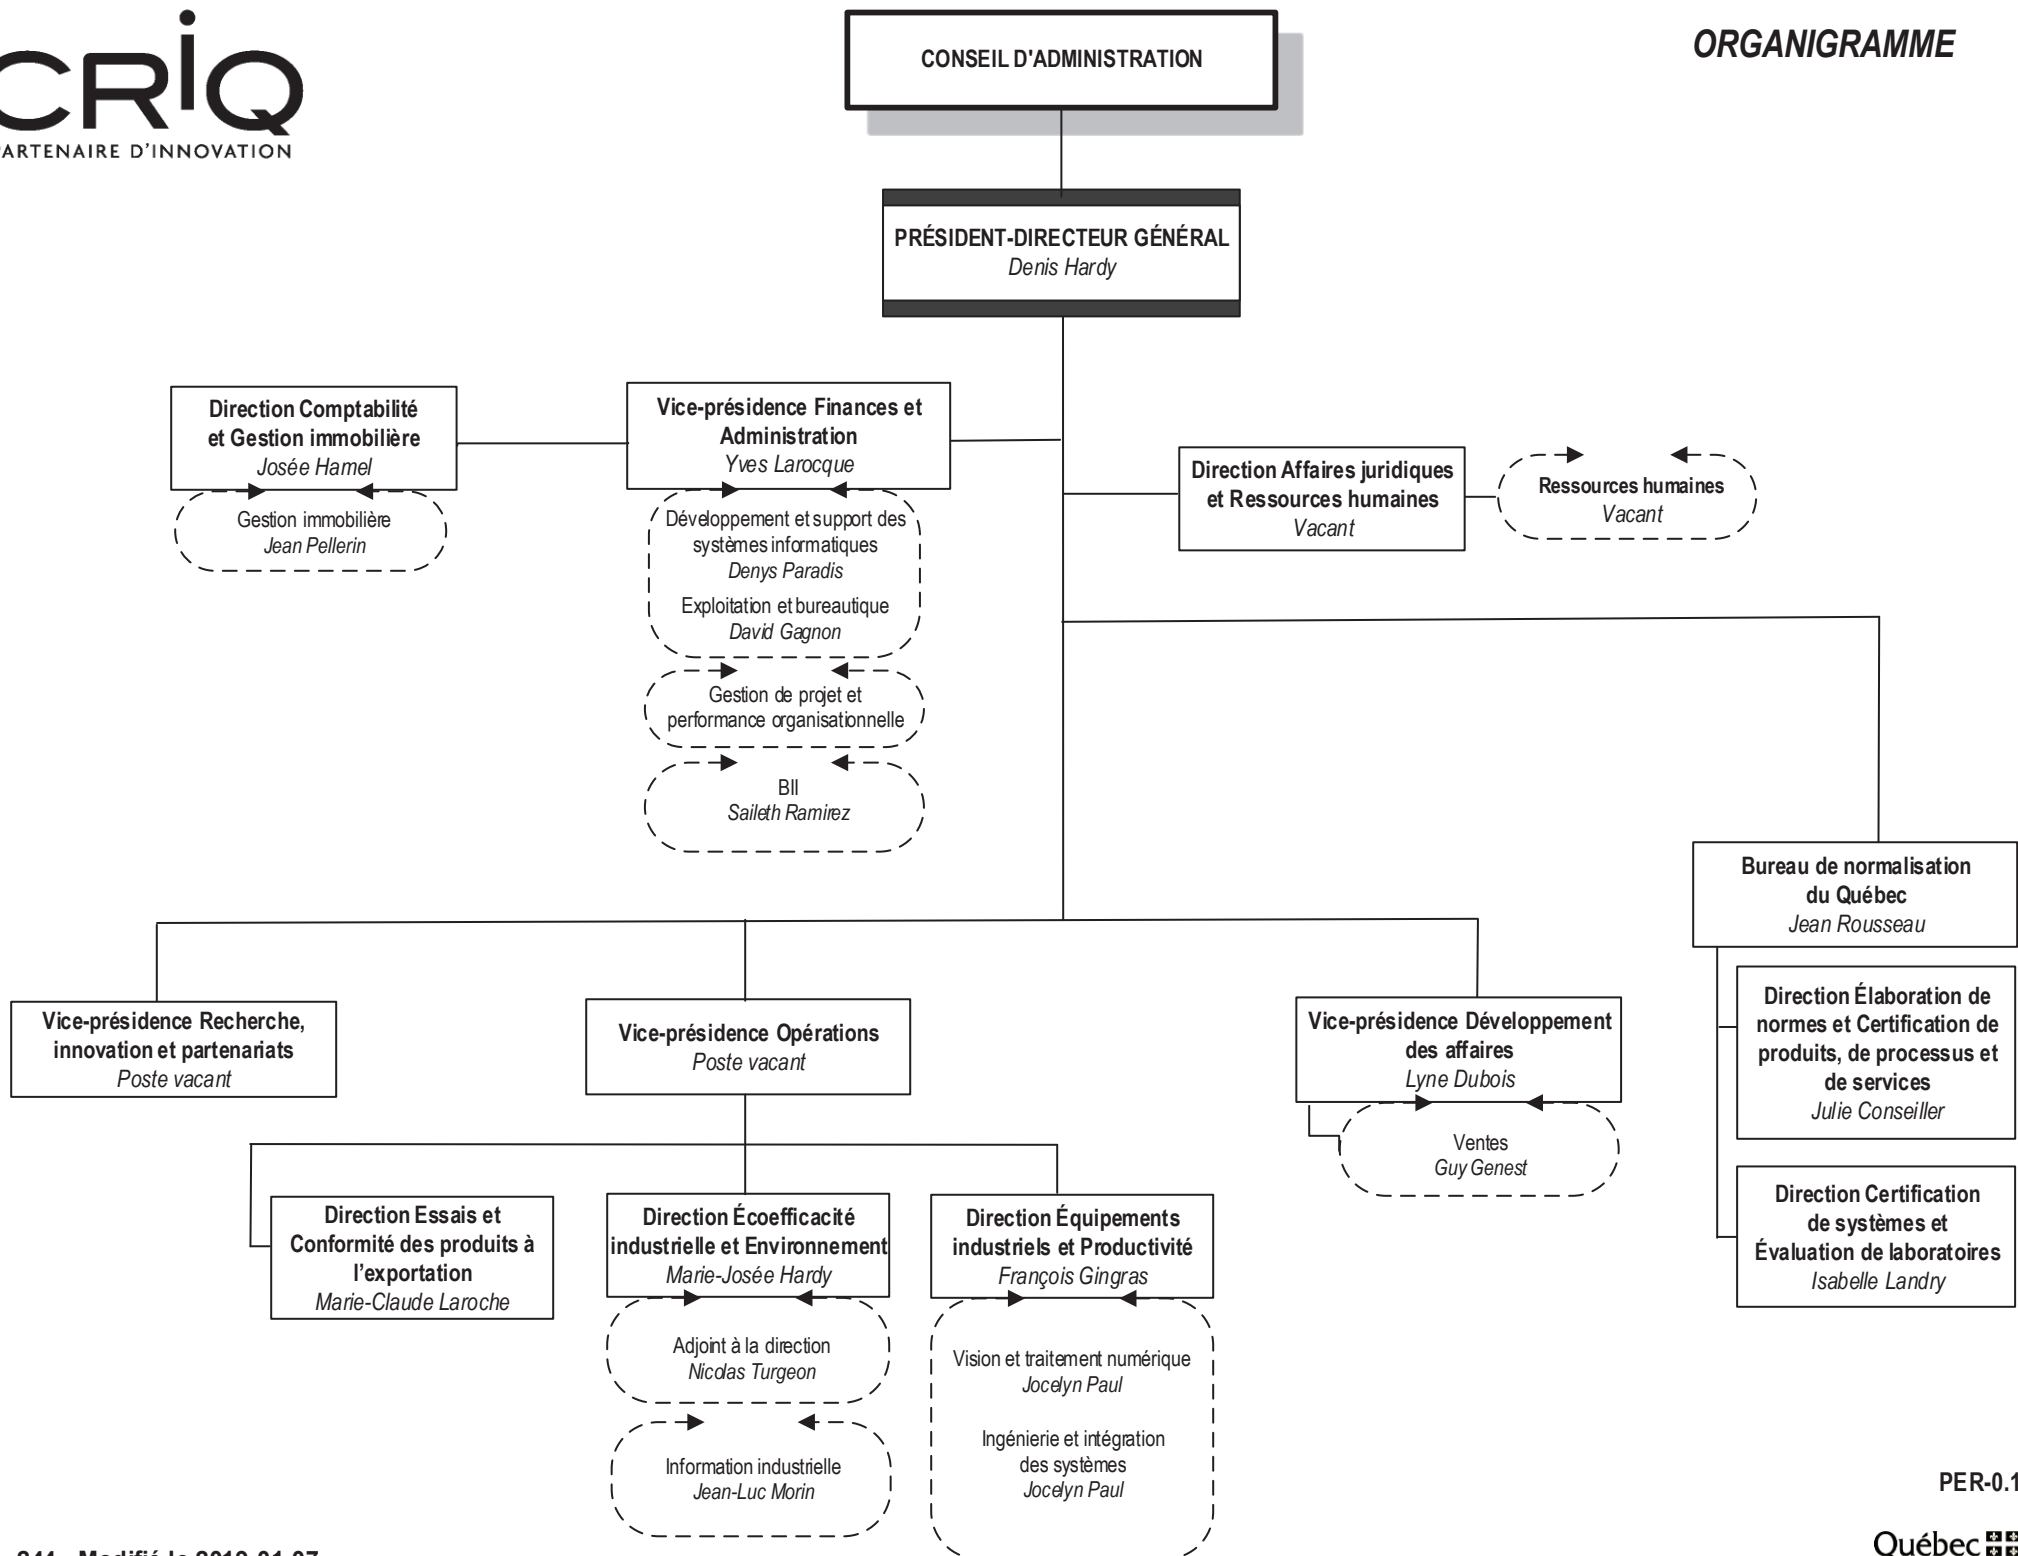 CRIQ
PARTENAIRE D'INNOVATION
ORGANIGRAMME
CONSEIL D'ADMINISTRATION
PRÉSIDENT-DIRECTEUR GÉNÉRAL
Denis Hardy
Direction Comptabilité
et Gestion immobilière
Josée Hamel
Gestion immobilière
Jean Pellerin
Vice-présidence Finances et
Administration
Yves Larocque
Développement et support des
systèmes informatiques
Denys Paradis
Exploitation et bureautique
David Gagnon
Gestion de projet et
performance organisationnelle
BII
Saileth Ramirez
Direction Affaires juridiques
et Ressources humaines
Vacant
Ressources humaines
Vacant
Bureau de normalisation
du Québec
Jean Rousseau
Direction Élaboration de
normes et Certification de
produits, de processus et
de services
Julie Conseiller
Direction Certification
de systèmes et
Évaluation de laboratoires
Isabelle Landry
Vice-présidence Recherche,
innovation et partenariats
Poste vacant
Vice-présidence Opérations
Poste vacant
Vice-présidence Développement
des affaires
Lyne Dubois
Ventes
Guy Genest
Direction Essais et
Conformité des produits à
l'exportation
Marie-Claude Laroche
Direction Écoefficacité
industrielle et Environnement
Marie-Josée Hardy
Adjoint à la direction
Nicolas Turgeon
Information industrielle
Jean-Luc Morin
Direction Équipements
industriels et Productivité
François Gingras
Vision et traitement numérique
Jocelyn Paul
Ingénierie et intégration
des systèmes
Jocelyn Paul
PER-0.1
Québec
244 - Modifié le 2019-01-07